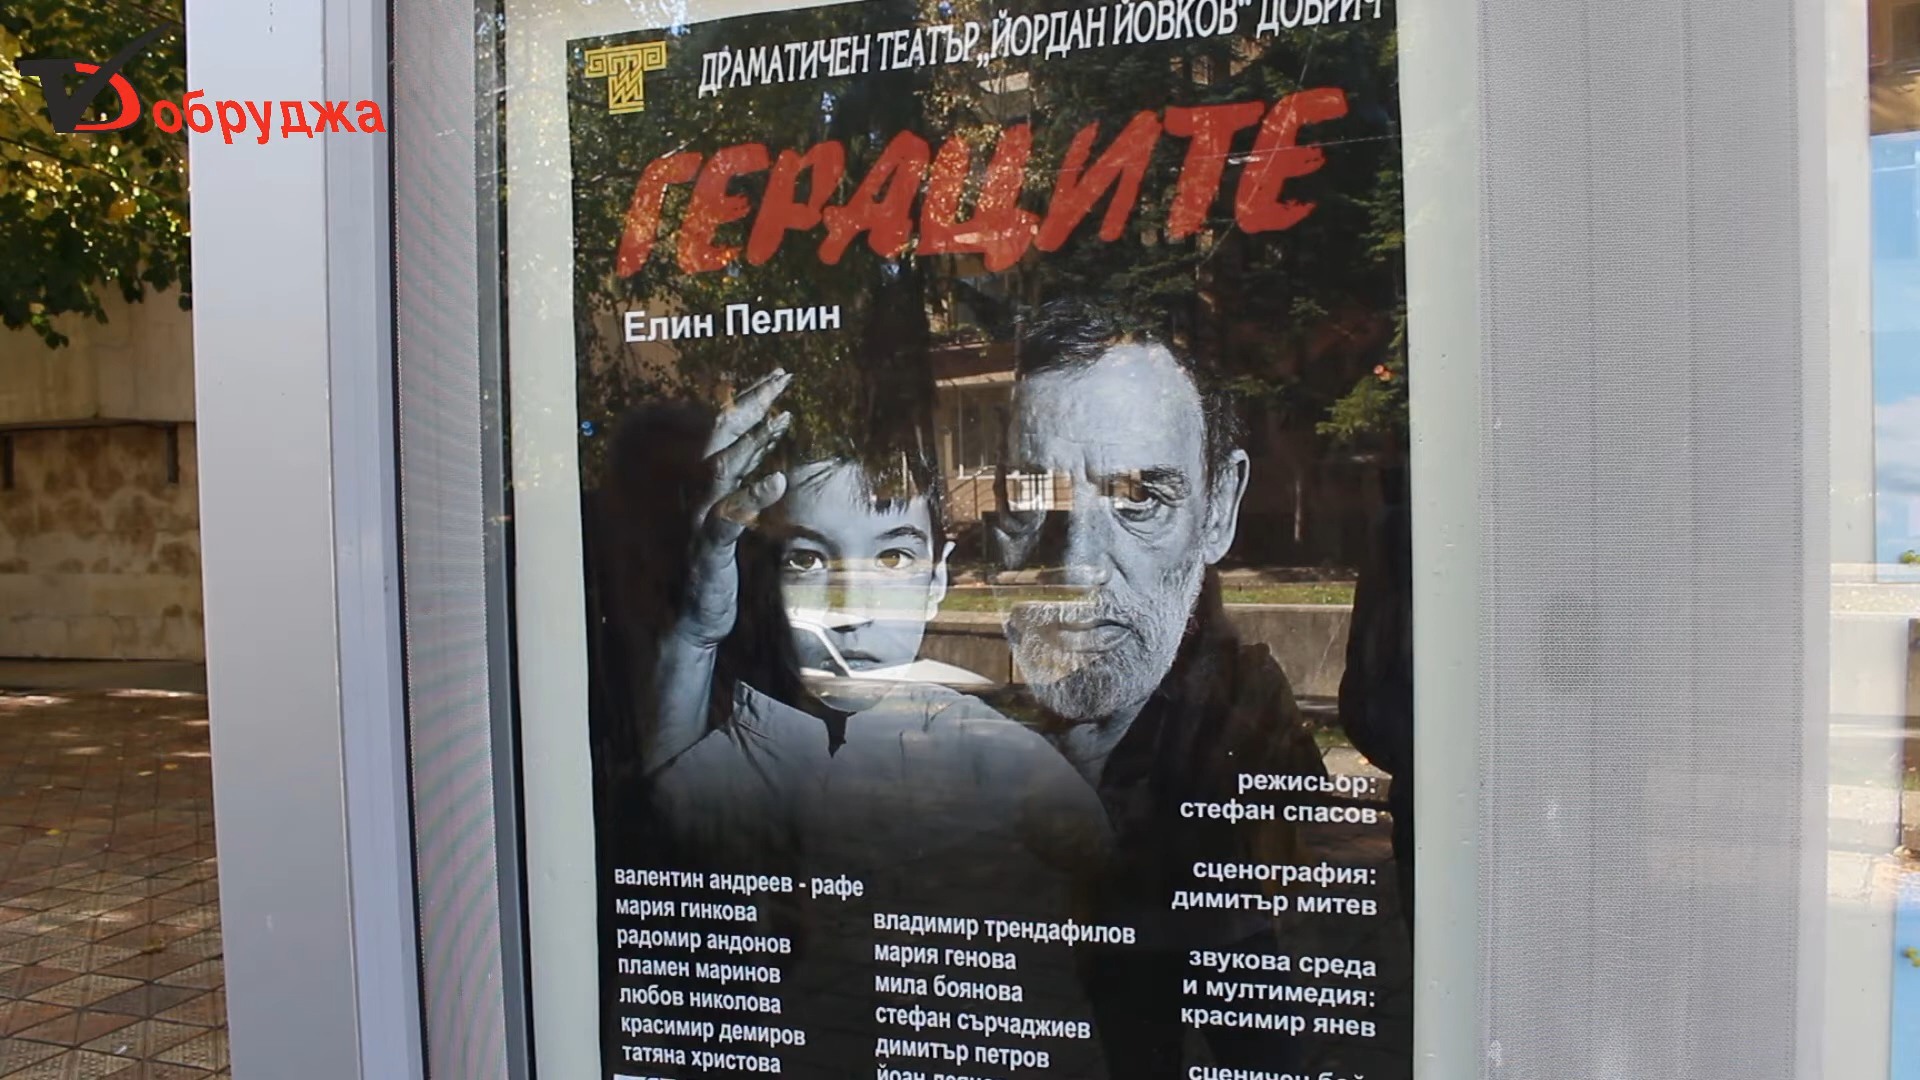 Добруджа
ДРАМАТИЧЕН ТЕАТЪР „ЙОРДАН ЙОВКОВ“ ДОБРИЧ
ГЕРАЦИТЕ
Елин Пелин
режисьор:
стефан спасов
сценография:
димитър митев
звукова среда
и мултимедия:
красимир янев
сценичен
валентин андреев - рафе
мария гинкова
радомир андонов
пламен маринов
любов николова
красимир демиров
татяна христова
владимир трендафилов
мария генова
мила боянова
стефан сърчаджиев
димитър петров
йоан